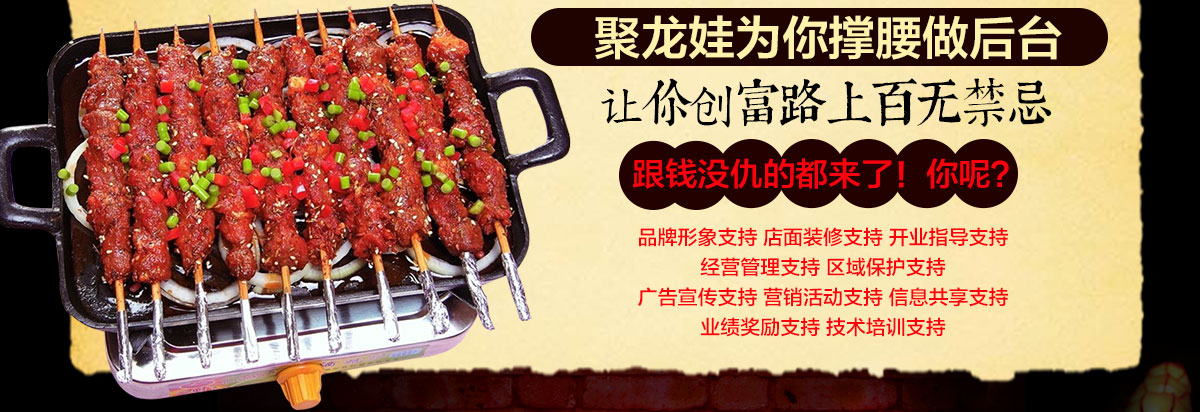 聚龙娃为你撑腰做后台
让你创富路上百无禁忌
跟钱没仇的都来了！你呢?
品牌形象支持 店面装修支持 开业指导支持
经营管理支持 区域保护支持
广告宣传支持 营销活动支持 信息共享支持
业绩奖励支持 技术培训支持